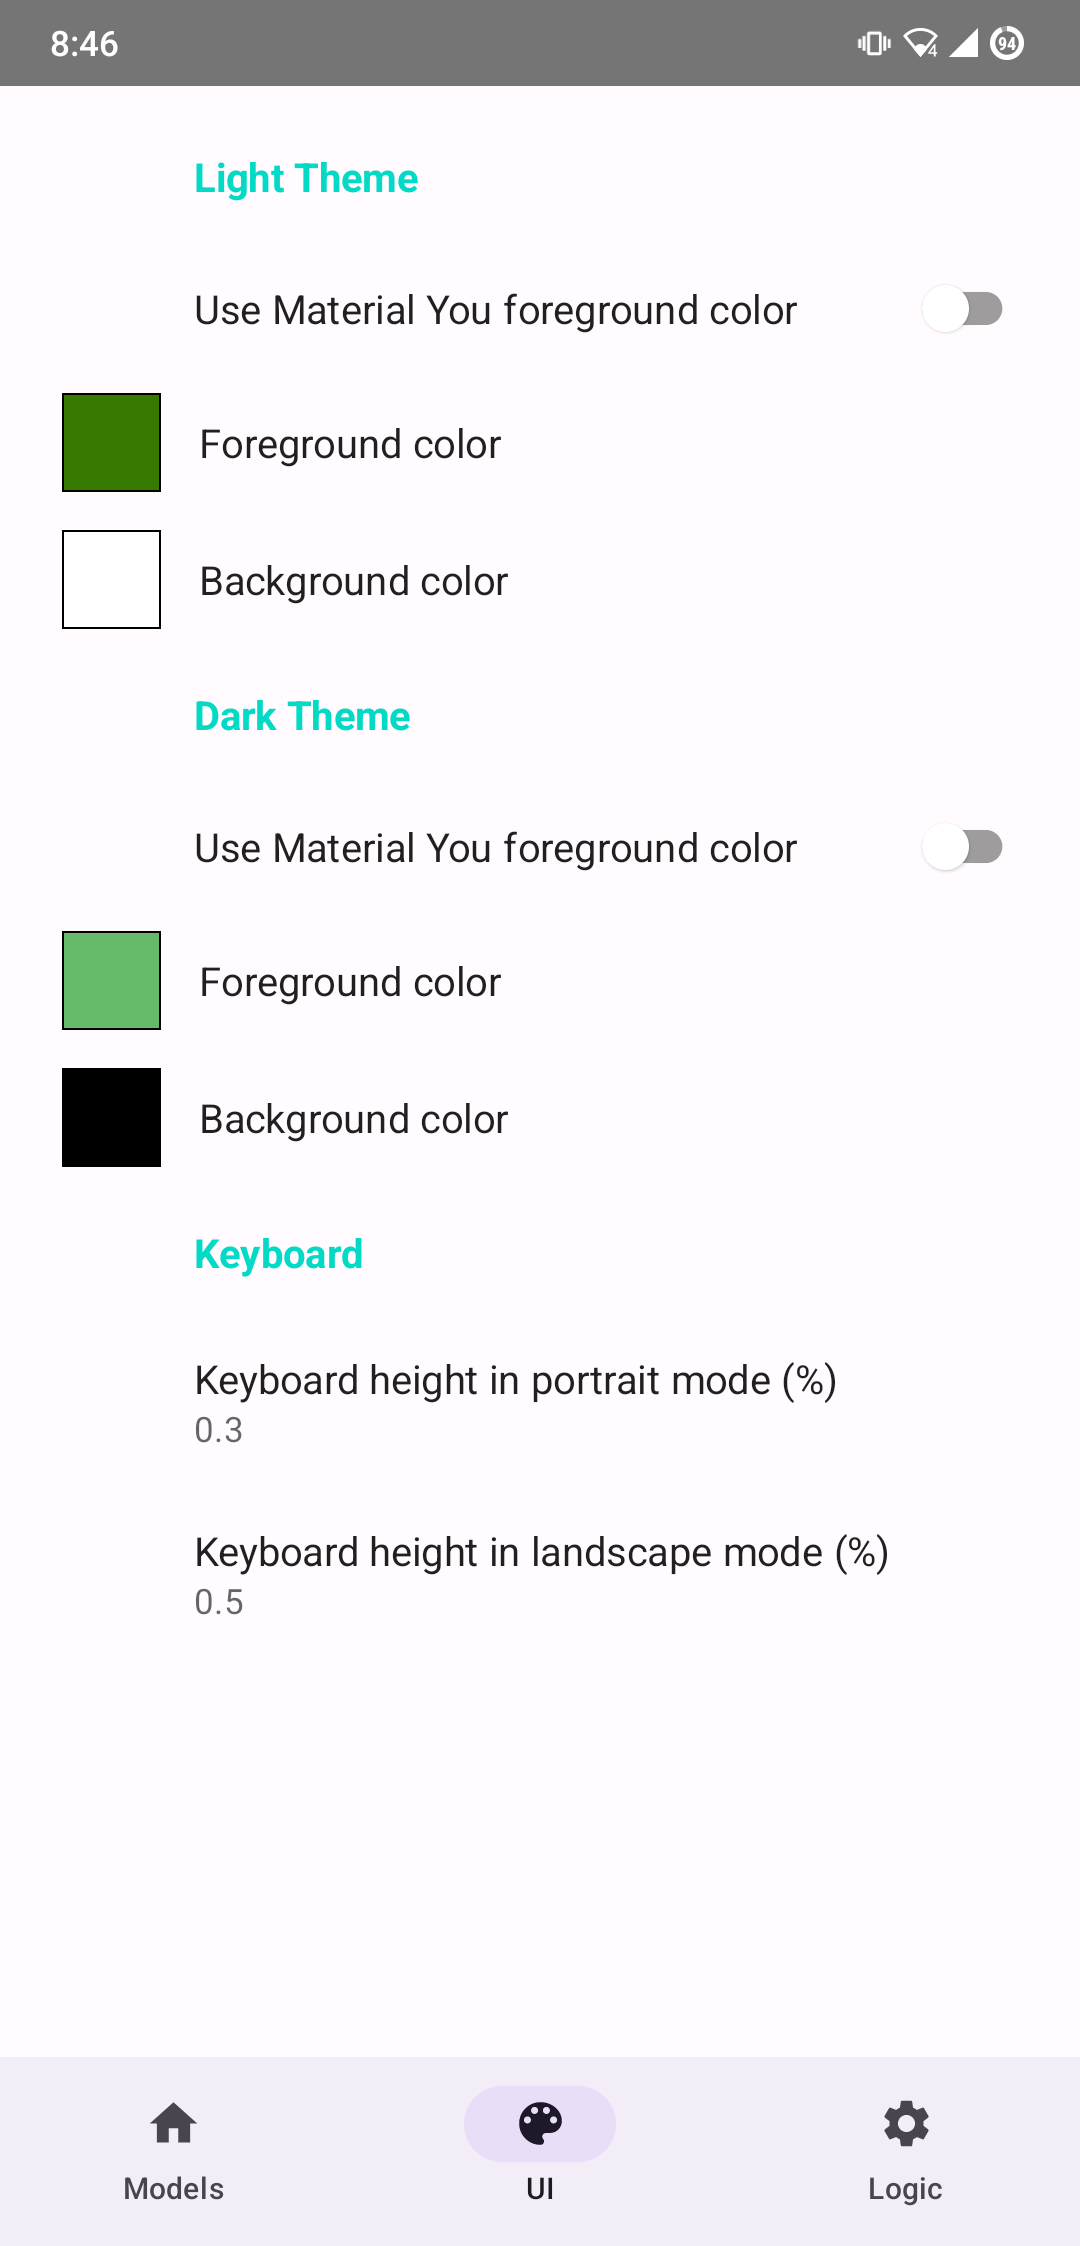 8:46
4
94
Light Theme
Use Material You foreground color
Foreground color
Background color
Dark Theme
Use Material You foreground color
Foreground color
Background color
Keyboard
Keyboard height in portrait mode (%)
0.3
Keyboard height in landscape mode (%)
0.5
Models
UI
Logic